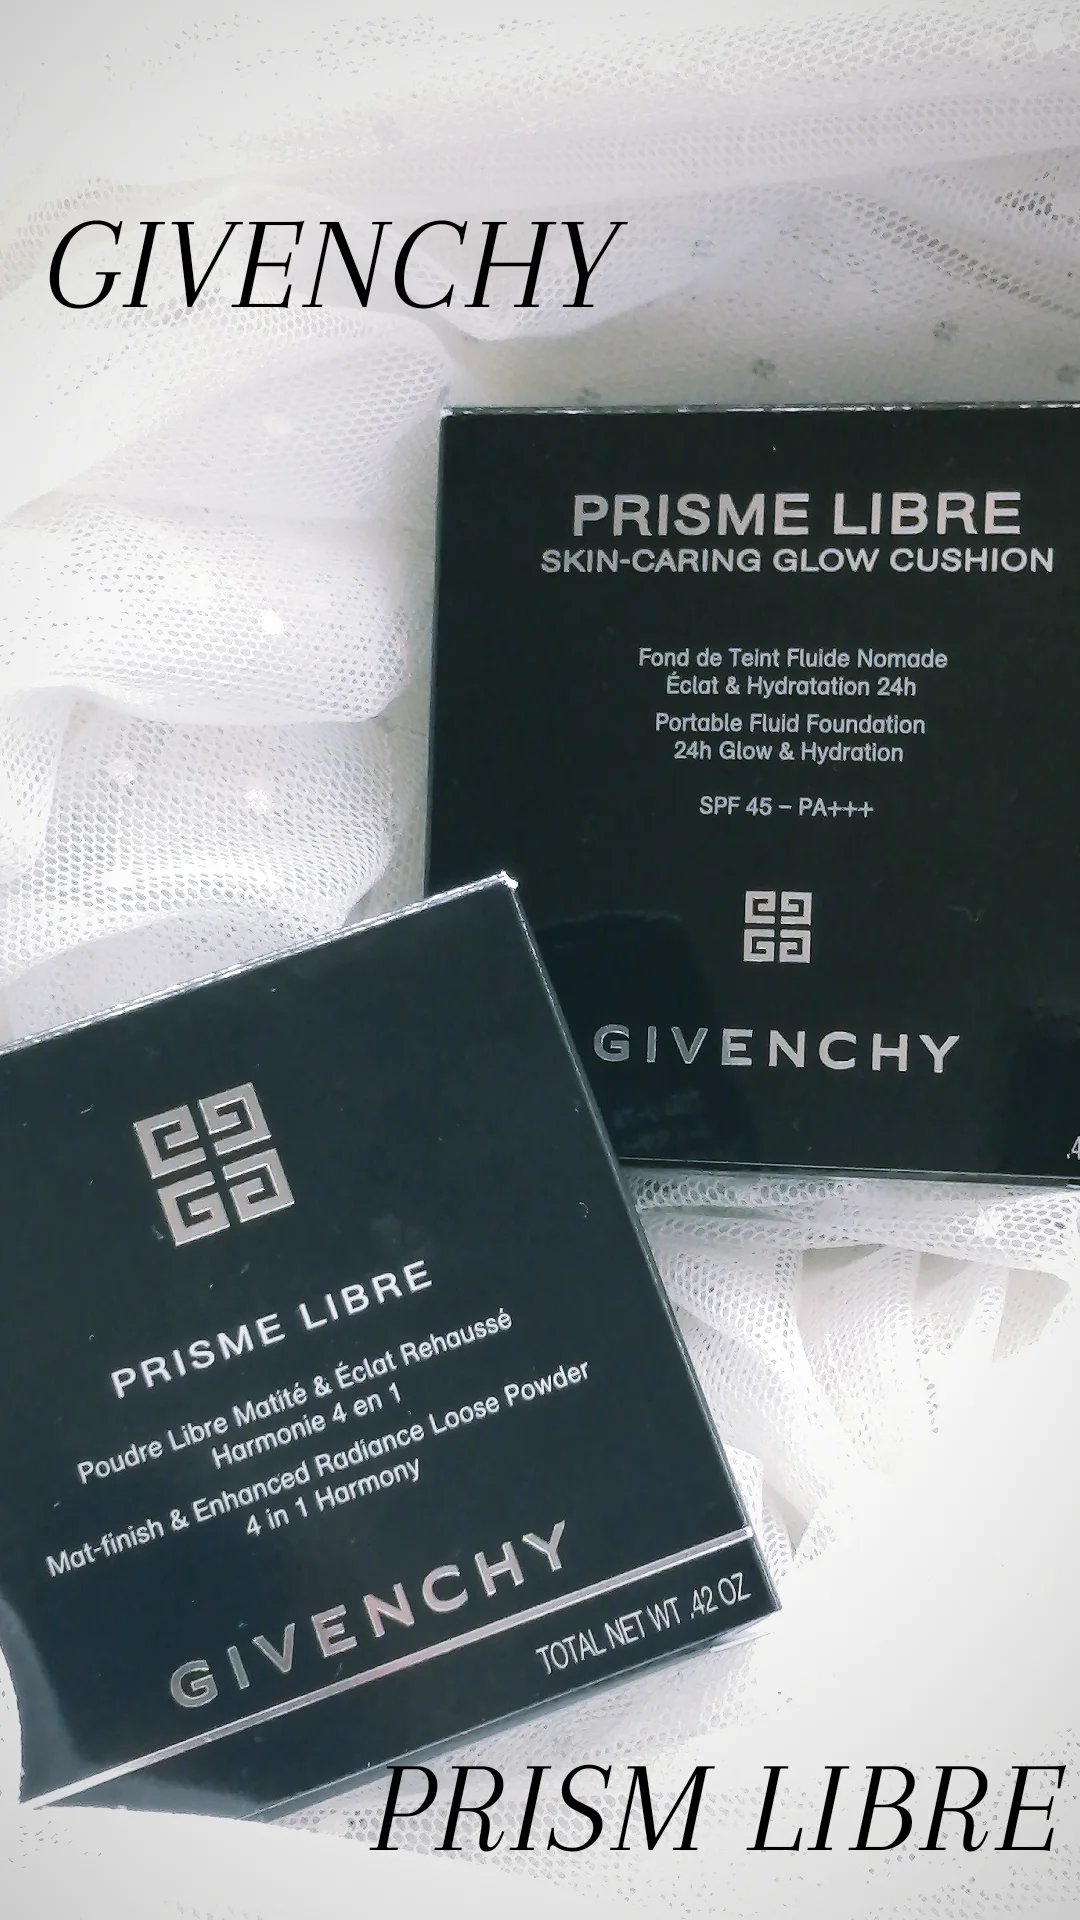 GIVENCHY
PRISME LIBRE
SKIN-CARING GLOW CUSHION
Fond de Teint Fluide Nomade
Éclat & Hydratation 24h
Portable Fluid Foundation
24h Glow & Hydration
SPF 45 – PA+++
GIVENCHY
PRISME LIBRE
Poudre Libre Matité & Éclat Rehaussé
Harmonie 4 en 1
Mat-finish & Enhanced Radiance Loose Powder
4 in 1 Harmony
GIVENCHY
TOTAL NET WT .42 OZ
PRISM LIBRE